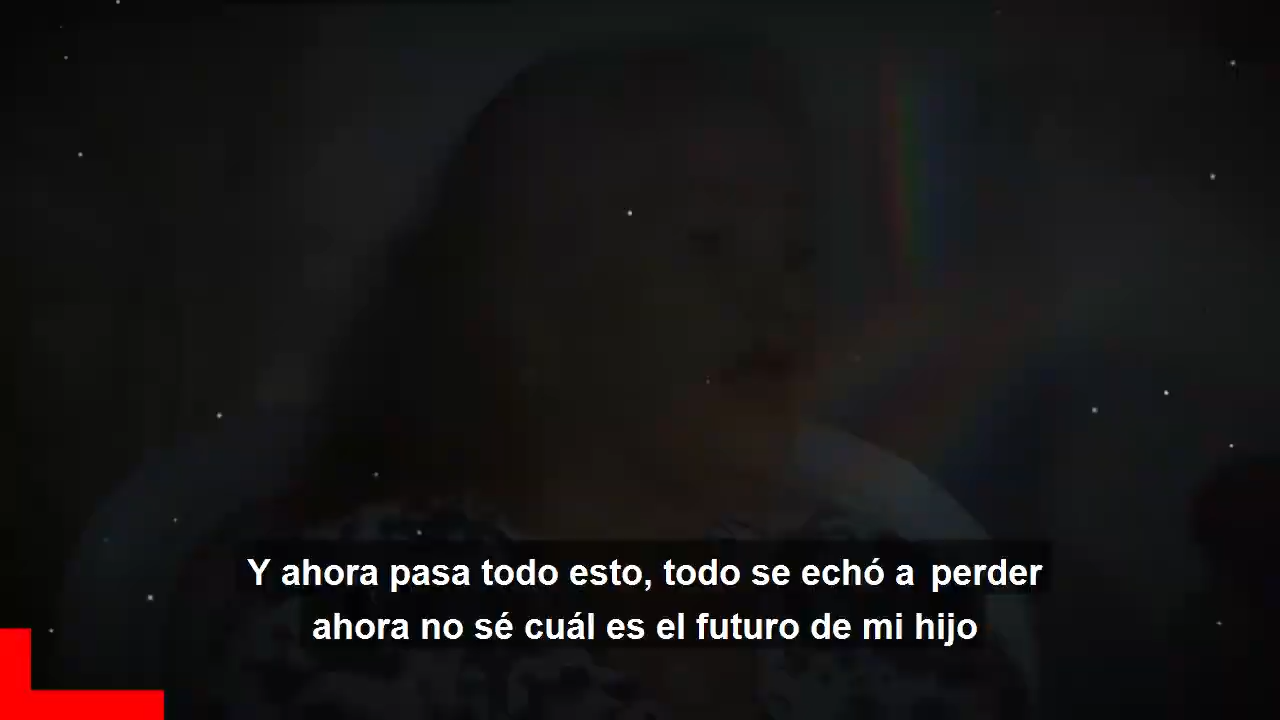 Y ahora pasa todo esto, todo se echó a perder
ahora no sé cuál es el futuro de mi hijo